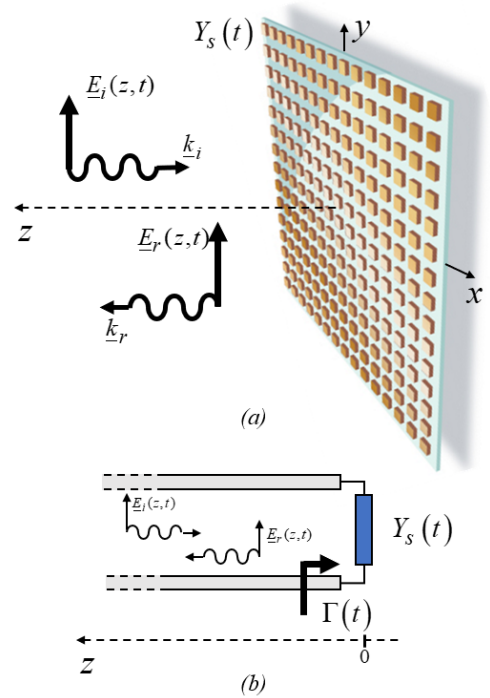 Y_s(t)
y
E_i(z,t)
k_i
z
E_r(z,t)
k_r
x
(a)
E_i(z,t)
E_r(z,t)
Y_s(t)
Γ(t)
z
0
(b)